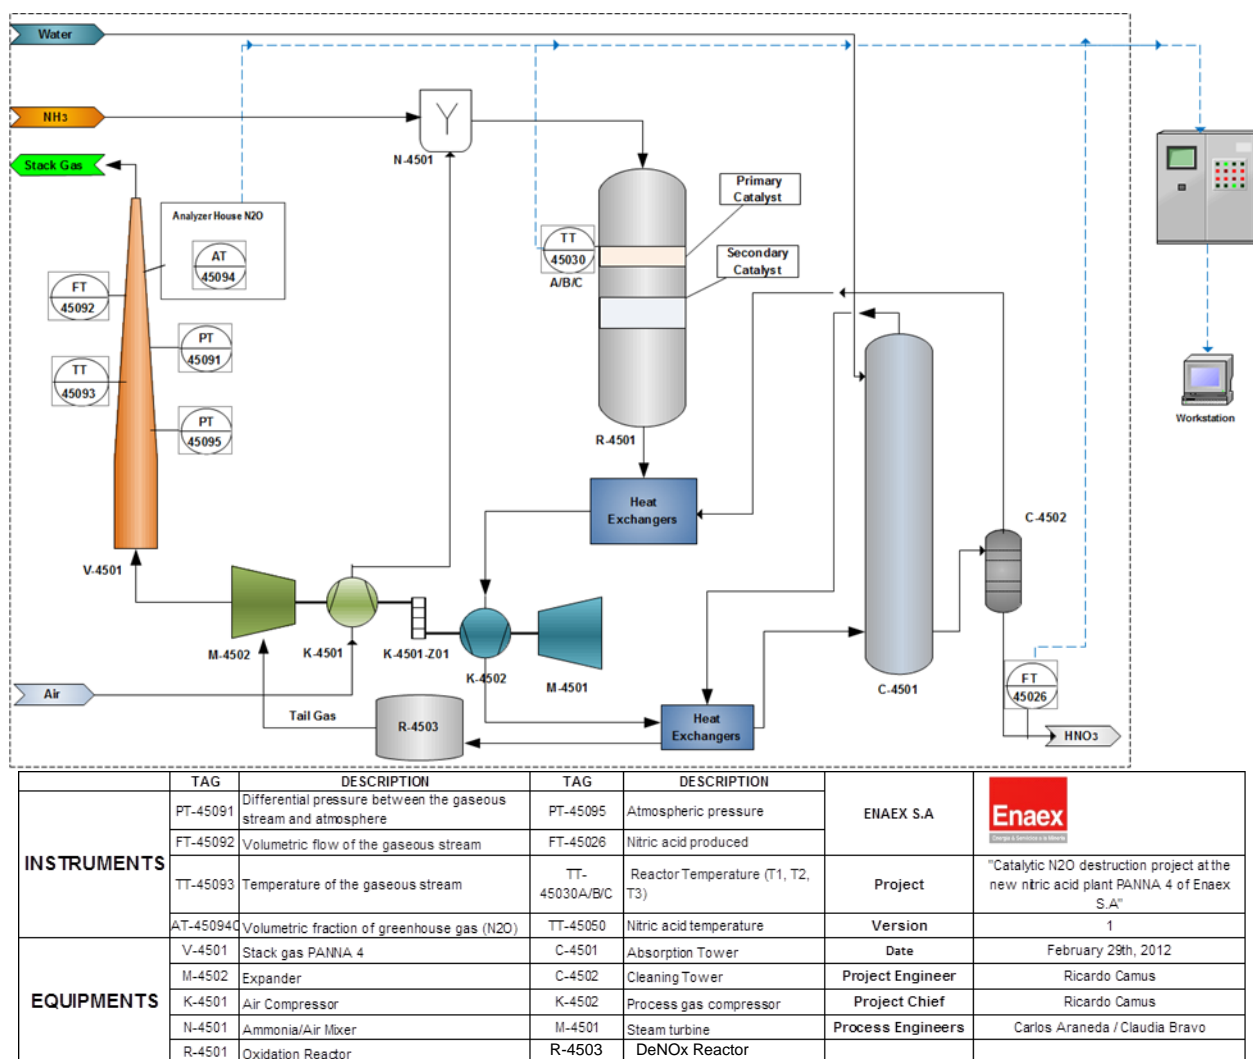 Water
NH3
Stack Gas
Analyzer House N2O
AT
45094
FT
45092
PT
45091
TT
45093
PT
45095
V-4501
N-4501
Primary
Catalyst
TT
45030
A/B/C
Secondary
Catalyst
R-4501
Heat
Exchangers
C-4502
Workstation
M-4502
K-4501
K-4501-Z01
K-4502
M-4501
C-4501
FT
45026
Air
Tail Gas
R-4503
Heat
Exchangers
HNO3
TAG DESCRIPTION TAG DESCRIPTION
INSTRUMENTS
PT-45091 Differential pressure between the gaseous
stream and atmosphere
PT-45095 Atmospheric pressure
ENAEX S.A
Enaex
FT-45092 Volumetric flow of the gaseous stream FT-45026 Nitric acid produced
TT-45093 Temperature of the gaseous stream
TT-
45030A/B/C
Reactor Temperature (T1, T2,
T3)
Project
"Catalytic N2O destruction project at the
new nitric acid plant PANNA 4 of Enaex
S.A"
AT-45094C Volumetric fraction of greenhouse gas (N2O) TT-45050 Nitric acid temperature Version 1
EQUIPMENTS
V-4501 Stack gas PANNA 4 C-4501 Absorption Tower Date February 29th, 2012
M-4502 Expander C-4502 Cleaning Tower Project Engineer Ricardo Camus
K-4501 Air Compressor K-4502 Process gas compressor Project Chief Ricardo Camus
N-4501 Ammonia/Air Mixer M-4501 Steam turbine Process Engineers Carlos Araneda / Claudia Bravo
R-4501 Oxidation Reactor R-4503 DeNOx Reactor